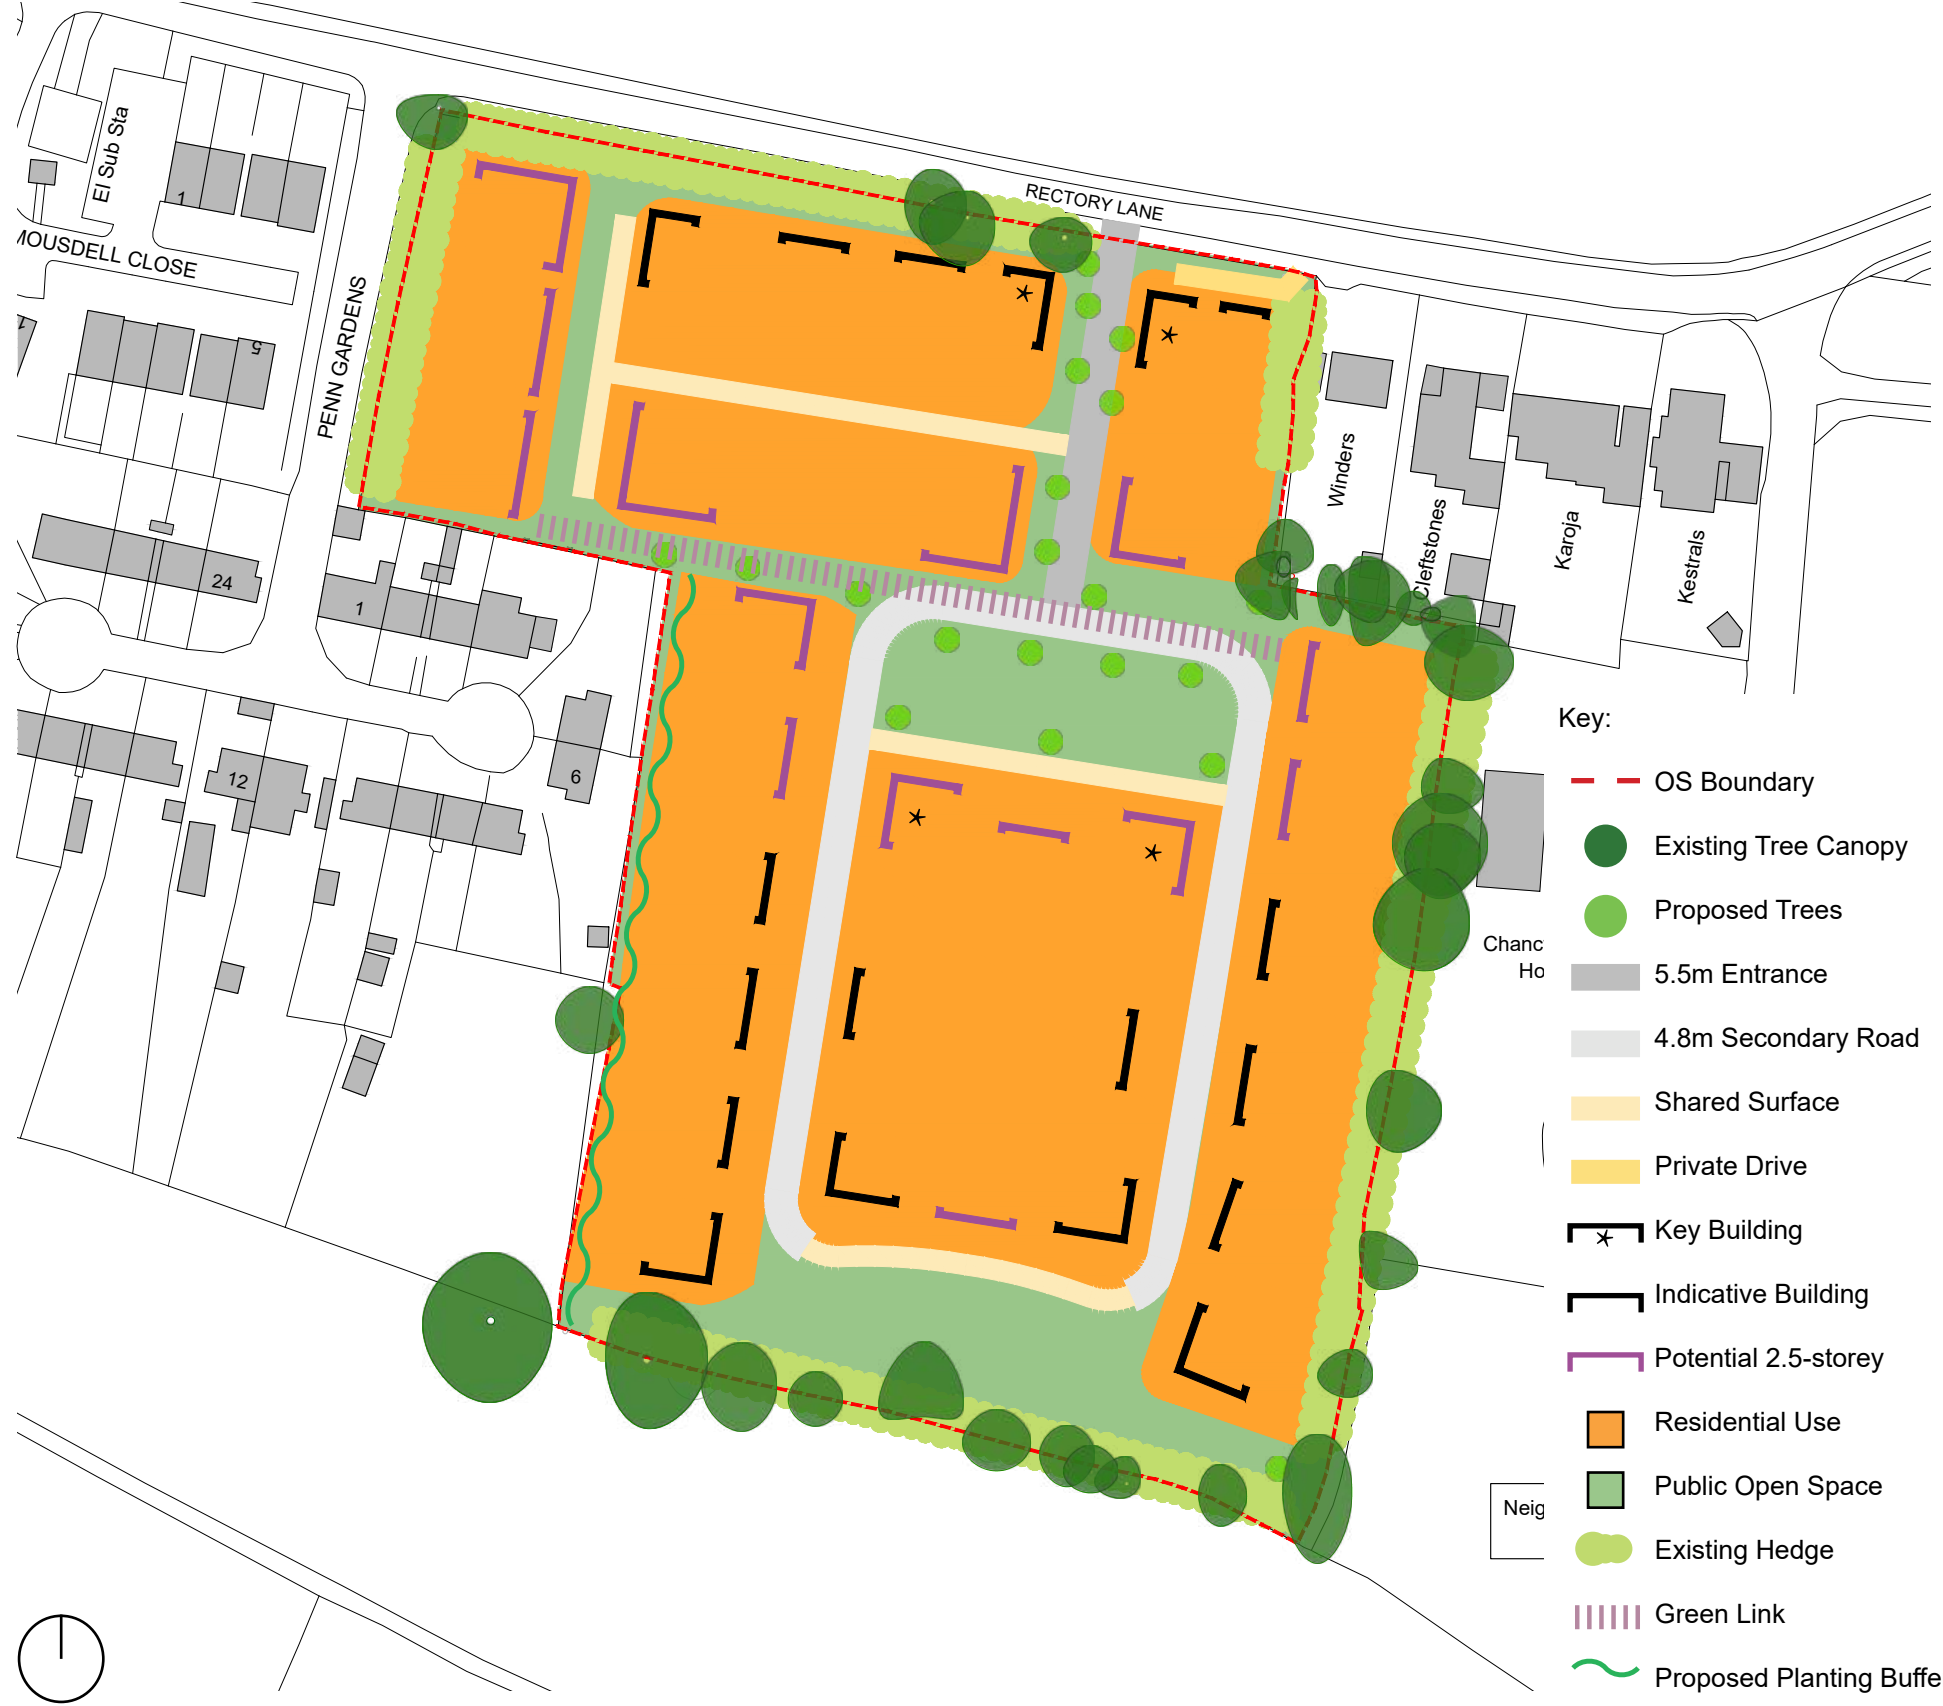 El Sub Sta
1
MOUSDELL CLOSE
5
PENN GARDENS
RECTORY LANE
Winders
Cleftstones
Karoja
Kestrals
24
1
12
6
Chanc
Ho
Neig
Key:
OS Boundary
Existing Tree Canopy
Proposed Trees
5.5m Entrance
4.8m Secondary Road
Shared Surface
Private Drive
Key Building
Indicative Building
Potential 2.5-storey
Residential Use
Public Open Space
Existing Hedge
Green Link
Proposed Planting Buffe